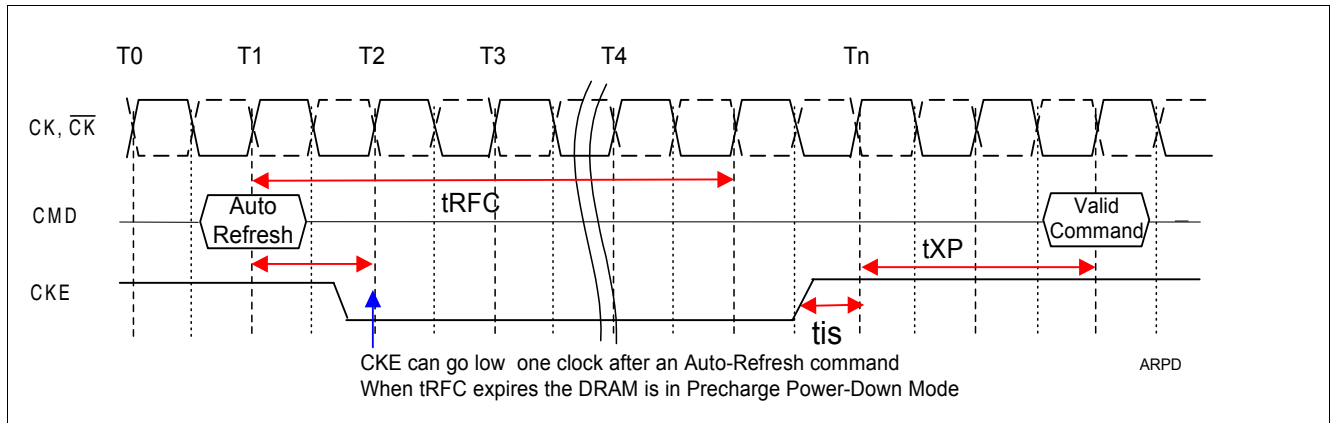 T0 T1 T2 T3 T4 Tn
CK, CK
CMD
Auto
Refresh
tRFC
Valid
Command
tXP
CKE
tis
CKE can go low one clock after an Auto-Refresh command
When tRFC expires the DRAM is in Precharge Power-Down Mode
ARPD